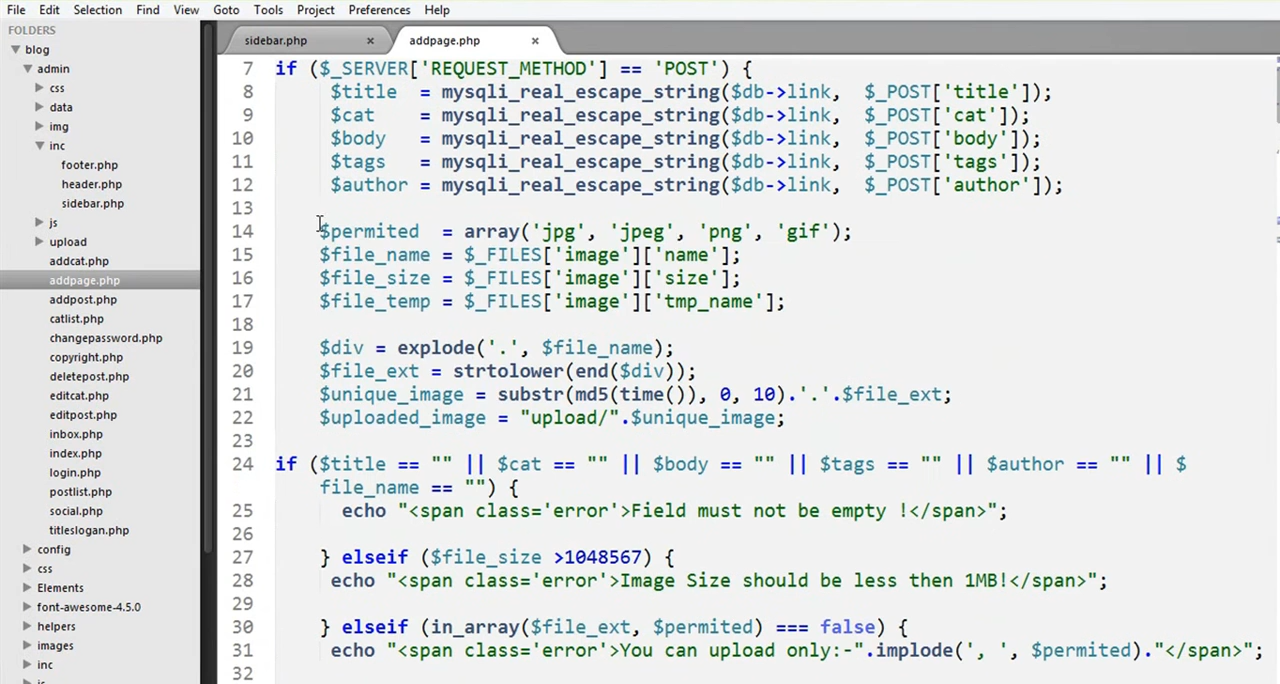 File Edit Selection Find View Goto Tools Project Preferences Help
FOLDERS
blog
admin
css
data
img
inc
footer.php
header.php
sidebar.php
js
upload
addcat.php
addpage.php
addpost.php
catlist.php
changepassword.php
copyright.php
deletepost.php
editcat.php
editpost.php
inbox.php
index.php
login.php
postlist.php
social.php
titleslogan.php
config
css
Elements
font-awesome-4.5.0
helpers
images
inc
sidebar.php × addpage.php ×
7 if ($_SERVER['REQUEST_METHOD'] == 'POST') {
8 $title = mysqli_real_escape_string($db->link, $_POST['title']);
9 $cat = mysqli_real_escape_string($db->link, $_POST['cat']);
10 $body = mysqli_real_escape_string($db->link, $_POST['body']);
11 $tags = mysqli_real_escape_string($db->link, $_POST['tags']);
12 $author = mysqli_real_escape_string($db->link, $_POST['author']);
13
14 $permited = array('jpg', 'jpeg', 'png', 'gif');
15 $file_name = $_FILES['image']['name'];
16 $file_size = $_FILES['image']['size'];
17 $file_temp = $_FILES['image']['tmp_name'];
18
19 $div = explode('.', $file_name);
20 $file_ext = strtolower(end($div));
21 $unique_image = substr(md5(time()), 0, 10).'.'.$file_ext;
22 $uploaded_image = "upload/".$unique_image;
23
24 if ($title == "" || $cat == "" || $body == "" || $tags == "" || $author == "" || $
file_name == "") {
25 echo "<span class='error'>Field must not be empty !</span>";
26
27 } elseif ($file_size >1048567) {
28 echo "<span class='error'>Image Size should be less then 1MB!</span>";
29
30 } elseif (in_array($file_ext, $permited) === false) {
31 echo "<span class='error'>You can upload only:-".implode(', ', $permited)."</span>";
32